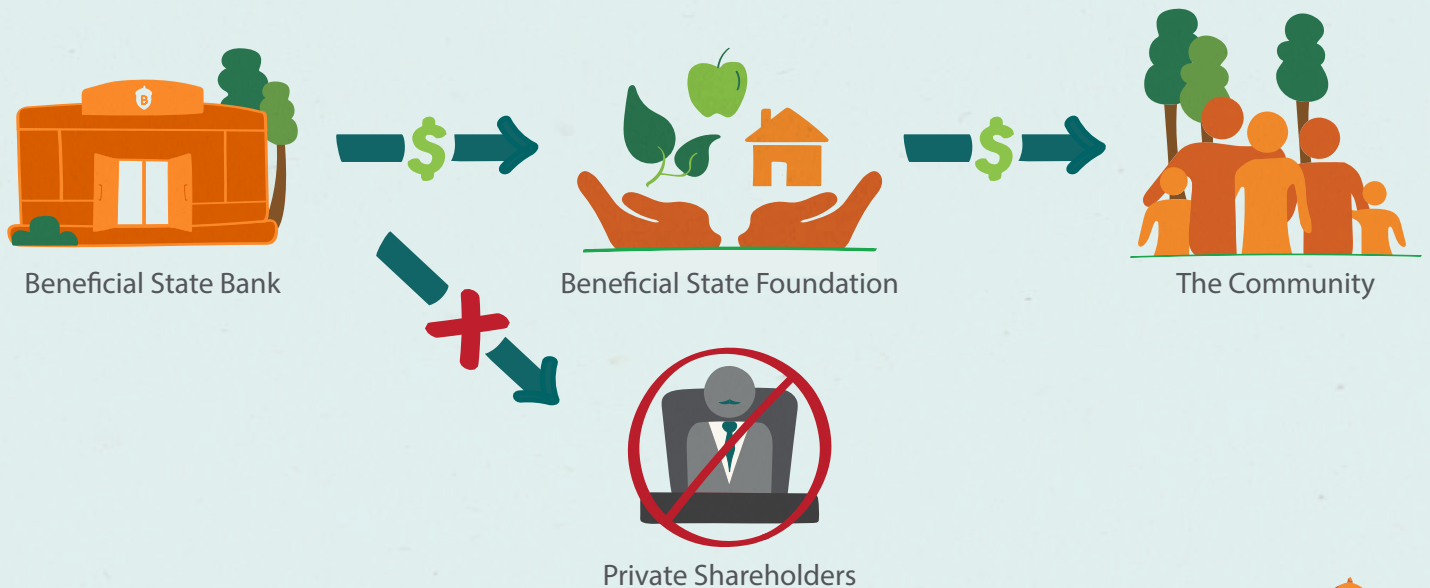 B
$
$
Beneficial State Bank
Beneficial State Foundation
The Community
Private Shareholders